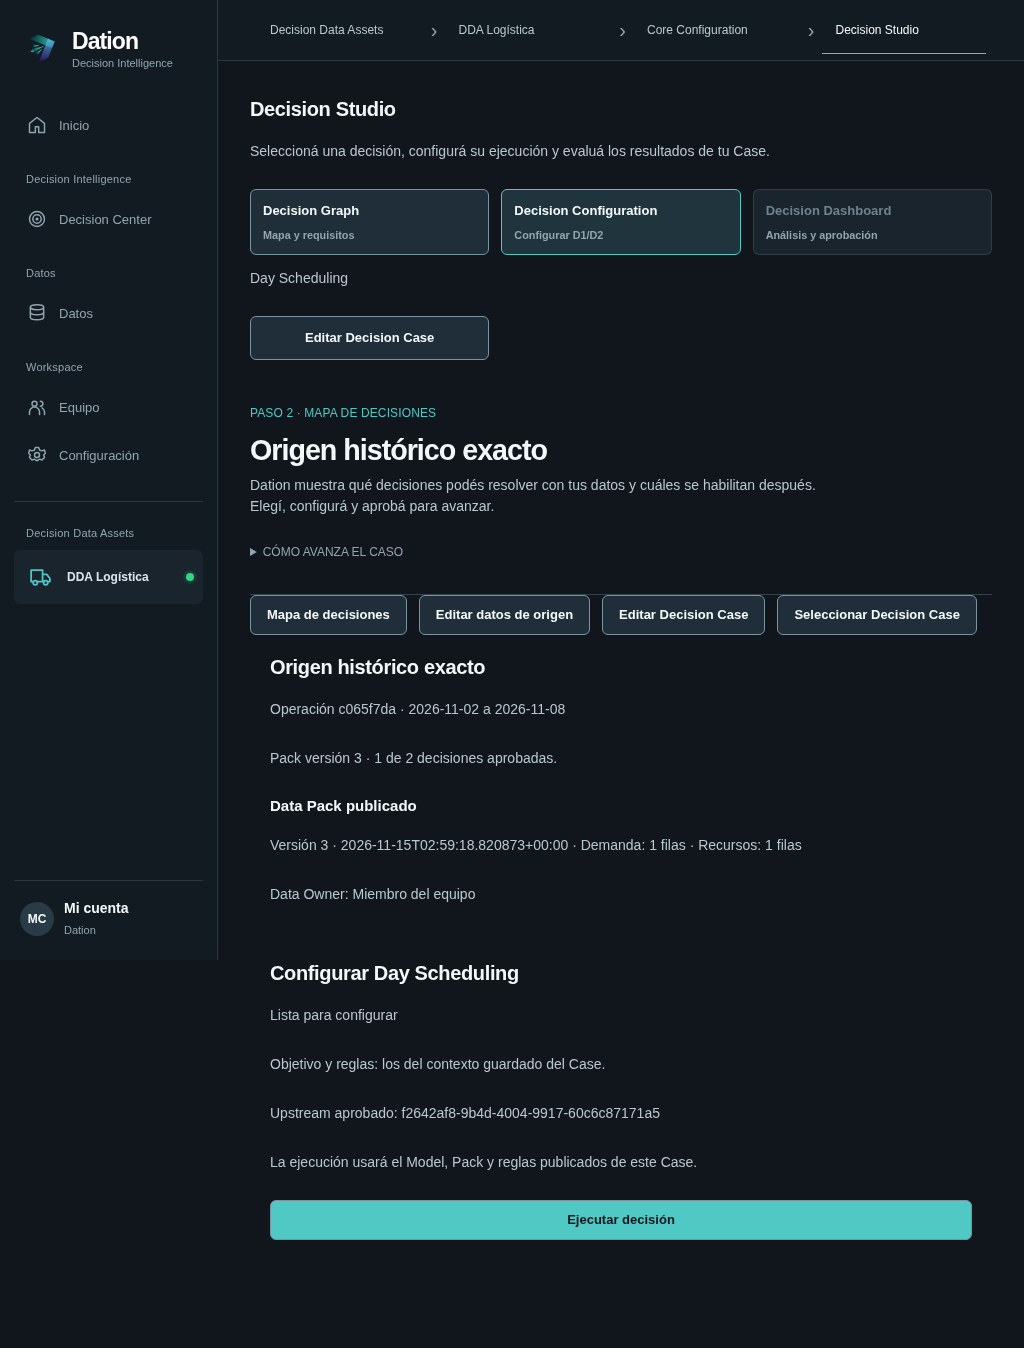 Dation
Decision Intelligence
Inicio
Decision Intelligence
Decision Center
Datos
Datos
Workspace
Equipo
Configuración
Decision Data Assets
DDA Logística
MC
Mi cuenta
Dation
Decision Data Assets
DDA Logística
Core Configuration
Decision Studio
Decision Studio
Seleccioná una decisión, configurá su ejecución y evaluá los resultados de tu Case.
Decision Graph
Mapa y requisitos
Decision Configuration
Configurar D1/D2
Decision Dashboard
Análisis y aprobación
Day Scheduling
Editar Decision Case
PASO 2 · MAPA DE DECISIONES
Origen histórico exacto
Dation muestra qué decisiones podés resolver con tus datos y cuáles se habilitan después.
Elegí, configurá y aprobá para avanzar.
CÓMO AVANZA EL CASO
Mapa de decisiones
Editar datos de origen
Editar Decision Case
Seleccionar Decision Case
Origen histórico exacto
Operación c065f7da · 2026-11-02 a 2026-11-08
Pack versión 3 · 1 de 2 decisiones aprobadas.
Data Pack publicado
Versión 3 · 2026-11-15T02:59:18.820873+00:00 · Demanda: 1 filas · Recursos: 1 filas
Data Owner: Miembro del equipo
Configurar Day Scheduling
Lista para configurar
Objetivo y reglas: los del contexto guardado del Case.
Upstream aprobado: f2642af8-9b4d-4004-9917-60c6c87171a5
La ejecución usará el Model, Pack y reglas publicados de este Case.
Ejecutar decisión